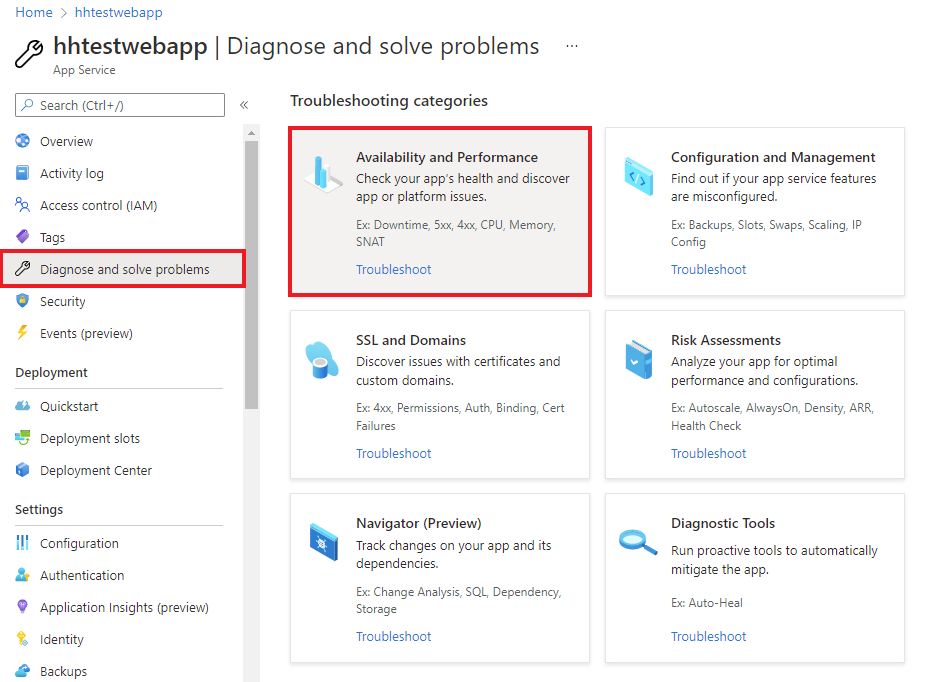 Home > hhtestwebapp
hhtestwebapp | Diagnose and solve problems ...
App Service
Search (Ctrl+/)
«
Overview
Activity log
Access control (IAM)
Tags
Diagnose and solve problems
Security
Events (preview)
Deployment
Quickstart
Deployment slots
Deployment Center
Settings
Configuration
Authentication
Application Insights (preview)
Identity
Backups
Troubleshooting categories
Availability and Performance
Check your app's health and discover
app or platform issues.
Ex: Downtime, 5xx, 4xx, CPU, Memory,
SNAT
Troubleshoot
Configuration and Management
Find out if your app service features
are misconfigured.
Ex: Backups, Slots, Swaps, Scaling, IP
Config
Troubleshoot
SSL and Domains
Discover issues with certificates and
custom domains.
Ex: 4xx, Permissions, Auth, Binding, Cert
Failures
Troubleshoot
Risk Assessments
Analyze your app for optimal
performance and configurations.
Ex: Autoscale, AlwaysOn, Density, ARR,
Health Check
Troubleshoot
Navigator (Preview)
Track changes on your app and its
dependencies.
Ex: Change Analysis, SQL, Dependency,
Storage
Troubleshoot
Diagnostic Tools
Run proactive tools to automatically
mitigate the app.
Ex: Auto-Heal
Troubleshoot